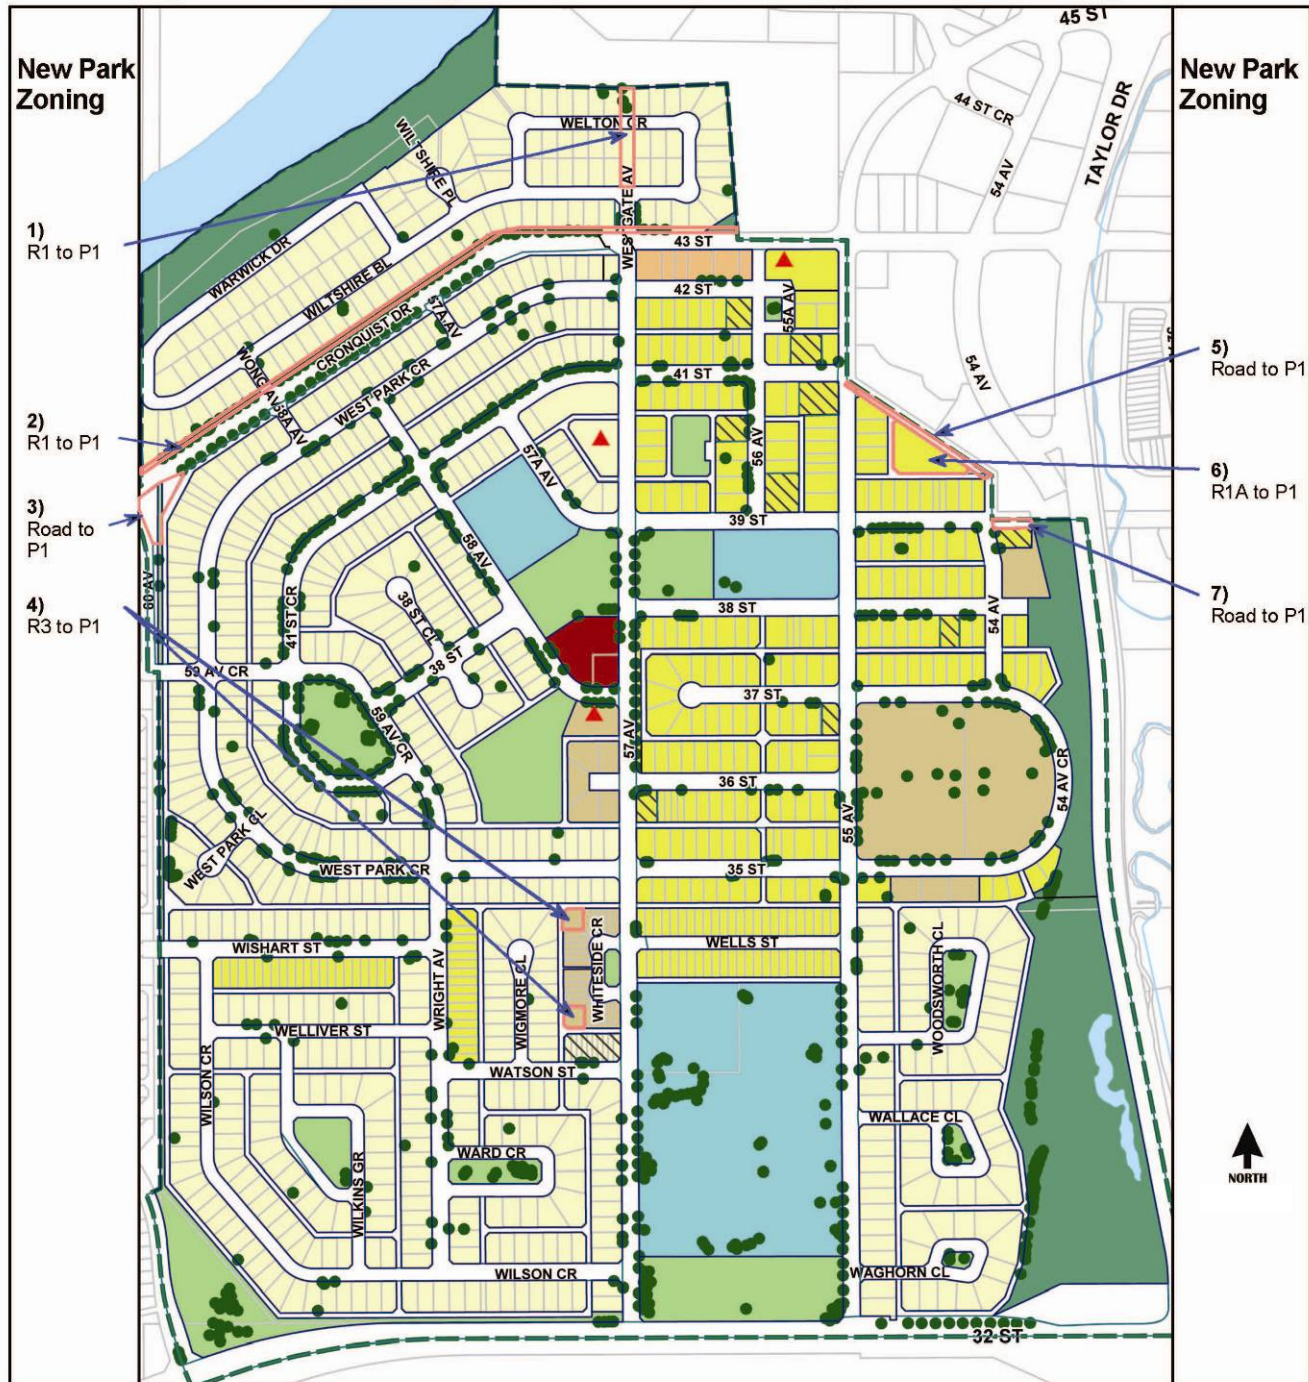 New Park
Zoning
1)
R1 to P1
2)
R1 to P1
3)
Road to
P1
4)
R3 to P1
New Park
Zoning
5)
Road to P1
6)
R1A to P1
7)
Road to P1
NORTH
45 ST
44 ST CR
TAYLOR DR
54 AV
WELTON CR
WILTSHIRE PL
WESTGATE AV
43 ST
WARWICK DR
WILTSHIRE BL
42 ST
55A AV
57A AV
CRONQUIST DR
54 AV
41 ST
WONG AV
58A AV
WEST PARK CR
57A AV
56 AV
39 ST
58 AV
60 AV
38 ST
54 AV
41 ST CR
38 ST
59 AV CR
37 ST
59 AV CR
57 AV
36 ST
54 AV CR
55 AV
WEST PARK CL
WEST PARK CR
35 ST
WISHART ST
WRIGHT AV
WIGMORE CL
WHITESIDE CR
WELLS ST
WOODSWORTH CL
WELLIVER ST
WATSON ST
WILSON CR
WALLACE CL
WARD CR
WILKINS GR
WILSON CR
WAGHORN CL
32 ST